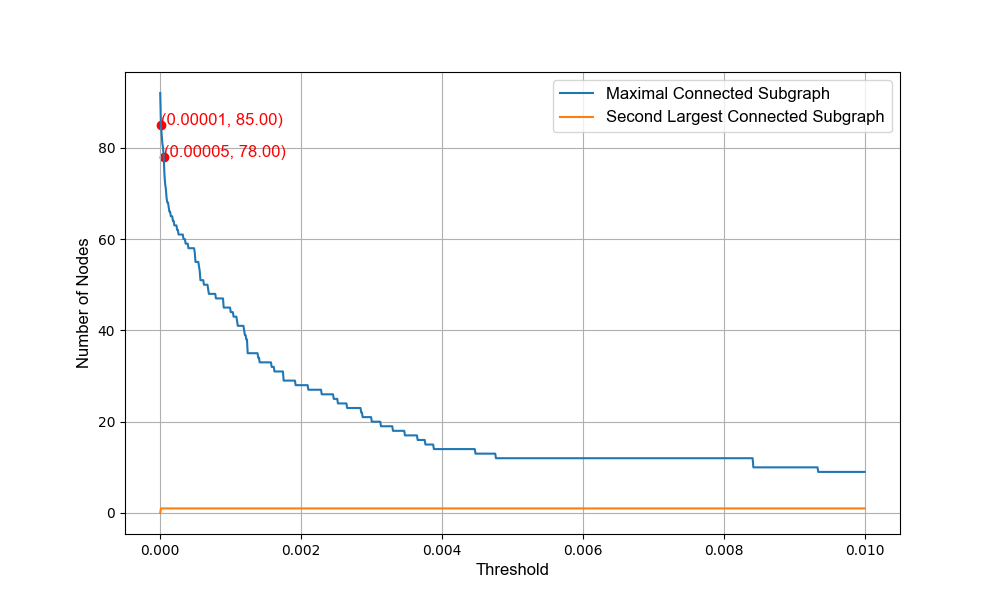 Maximal Connected Subgraph
Second Largest Connected Subgraph
(0.00001, 85.00)
(0.00005, 78.00)
80
60
40
20
0
Number of Nodes
0.000 0.002 0.004 0.006 0.008 0.010
Threshold